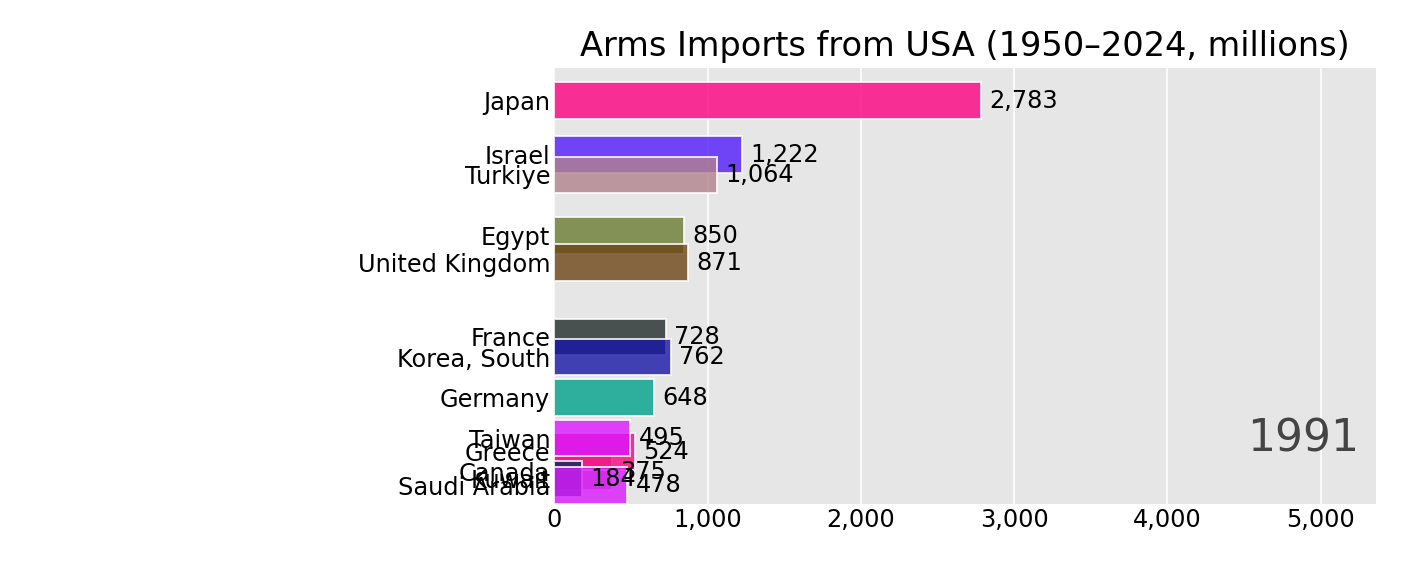 Arms Imports from USA (1950–2024, millions)
Japan 2,783
Israel 1,222
Turkiye 1,064
Egypt 850
United Kingdom 871
France 728
Korea, South 762
Germany 648
Taiwan 495
Greece 524
Canada 375
184
Saudi Arabia 478
1991
0 1,000 2,000 3,000 4,000 5,000